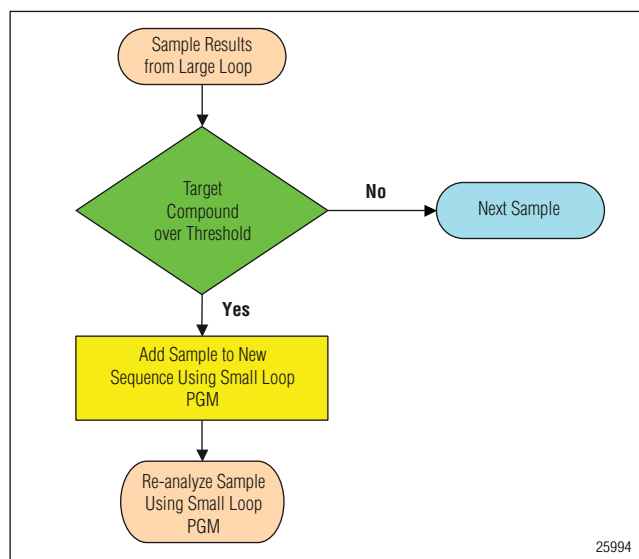 Sample Results
from Large Loop
Target
Compound
over Threshold
No
Next Sample
Yes
Add Sample to New
Sequence Using Small Loop
PGM
Re-analyze Sample
Using Small Loop
PGM
25994